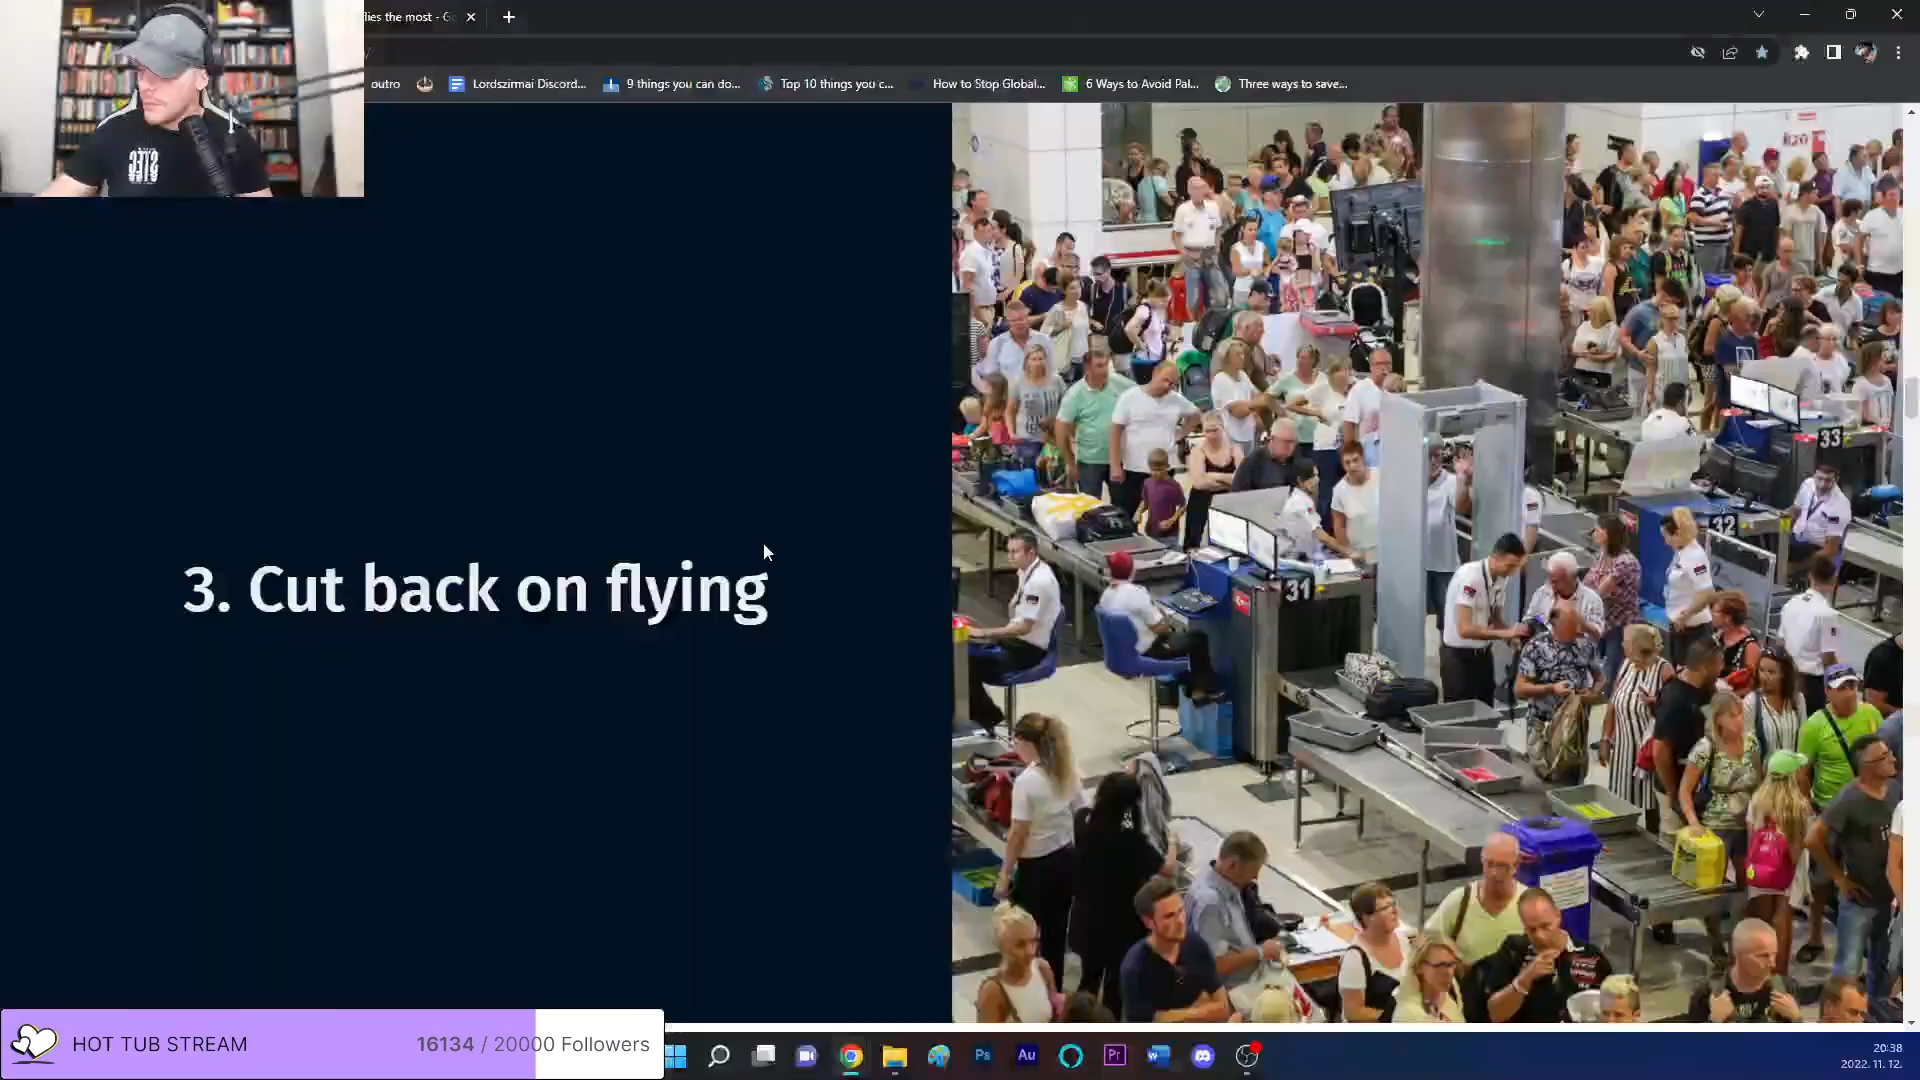 lies the most - G
outro
Lordszirmai Discord...
9 things you can do...
Top 10 things you c...
How to Stop Global...
6 Ways to Avoid Pal...
Three ways to save...
3. Cut back on flying
31
32
33
HOT TUB STREAM
16134 / 20000 Followers
Ps
Au
Pr
20:38
2022. 11. 12.